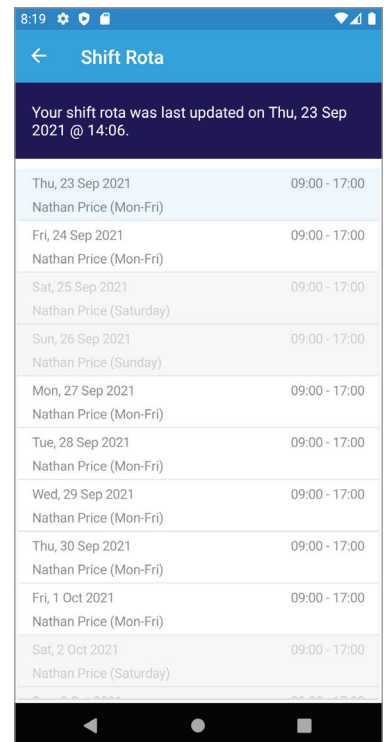 8:19
Shift Rota
Your shift rota was last updated on Thu, 23 Sep
2021 @ 14:06.
Thu, 23 Sep 2021 09:00 - 17:00
Nathan Price (Mon-Fri)
Fri, 24 Sep 2021 09:00 - 17:00
Nathan Price (Mon-Fri)
Sat, 25 Sep 2021 09:00 - 17:00
Nathan Price (Saturday)
Sun, 26 Sep 2021 09:00 - 17:00
Nathan Price (Sunday)
Mon, 27 Sep 2021 09:00 - 17:00
Nathan Price (Mon-Fri)
Tue, 28 Sep 2021 09:00 - 17:00
Nathan Price (Mon-Fri)
Wed, 29 Sep 2021 09:00 - 17:00
Nathan Price (Mon-Fri)
Thu, 30 Sep 2021 09:00 - 17:00
Nathan Price (Mon-Fri)
Fri, 1 Oct 2021 09:00 - 17:00
Nathan Price (Mon-Fri)
Sat, 2 Oct 2021 09:00 - 17:00
Nathan Price (Saturday)